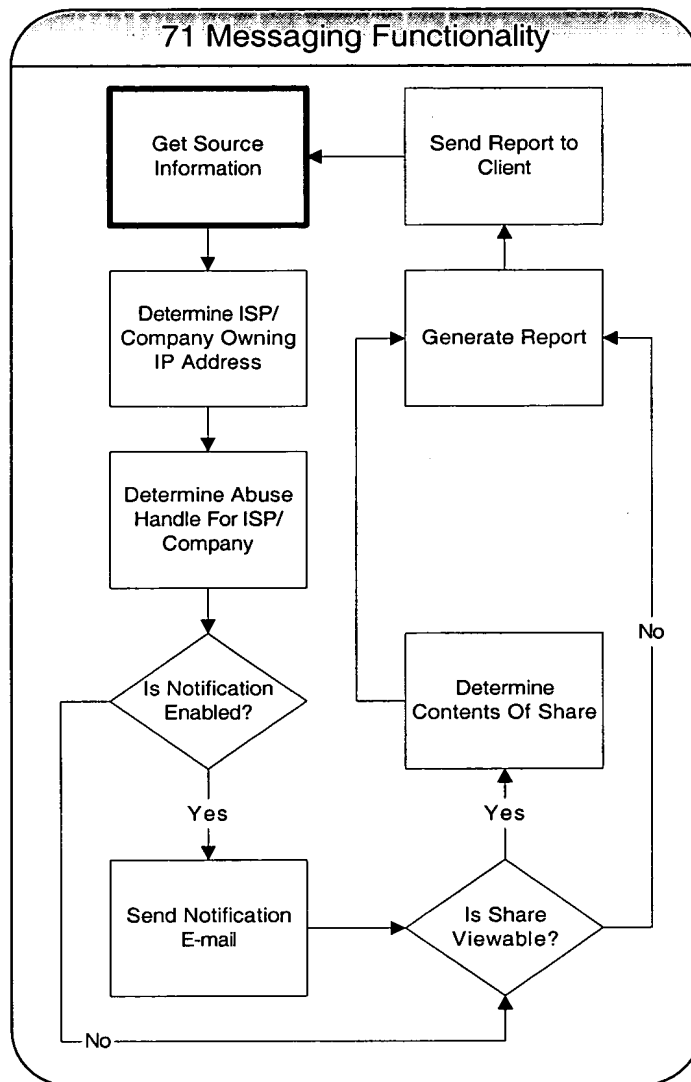 71 Messaging Functionality
Get Source
Information
Send Report to
Client
Determine ISP/
Company Owning
IP Address
Generate Report
Determine Abuse
Handle For ISP/
Company
No
Is Notification
Enabled?
Determine
Contents Of Share
Yes
Yes
Send Notification
E-mail
Is Share
Viewable?
No